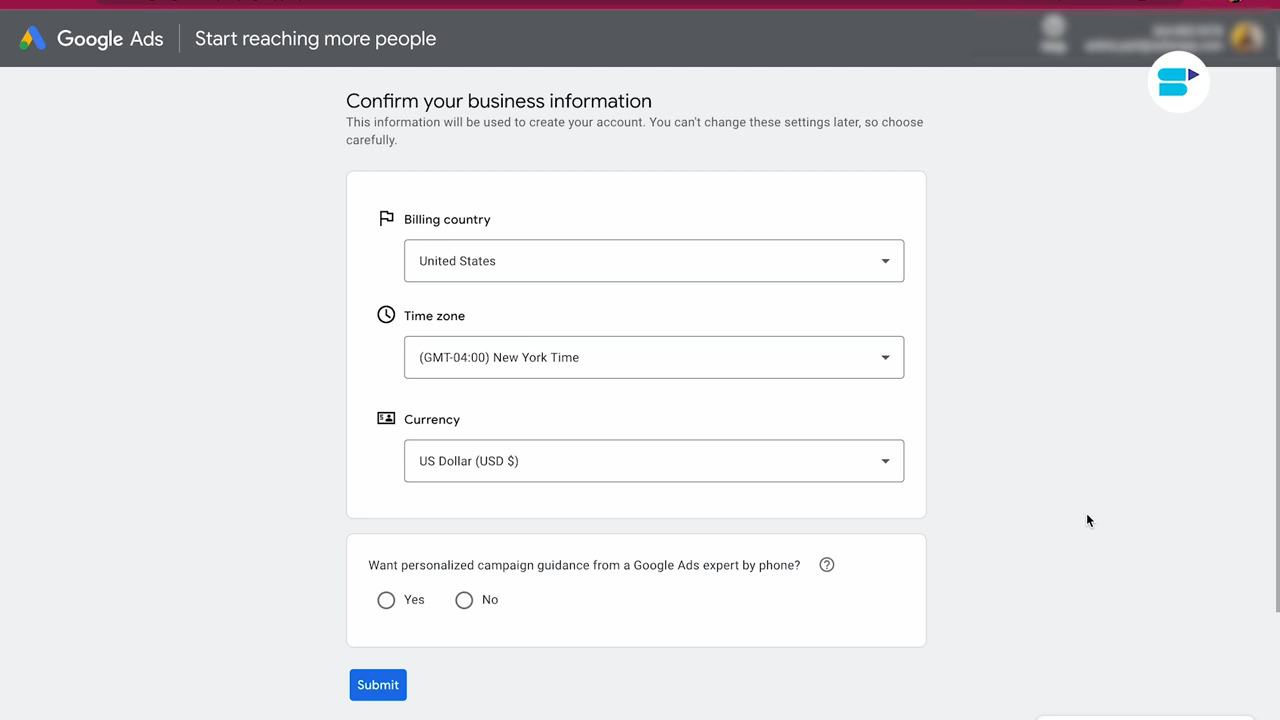 Google Ads
Start reaching more people
Confirm your business information
This information will be used to create your account. You can't change these settings later, so choose
carefully.
Billing country
United States
Time zone
(GMT-04:00) New York Time
Currency
US Dollar (USD $)
Want personalized campaign guidance from a Google Ads expert by phone?
Yes
No
Submit